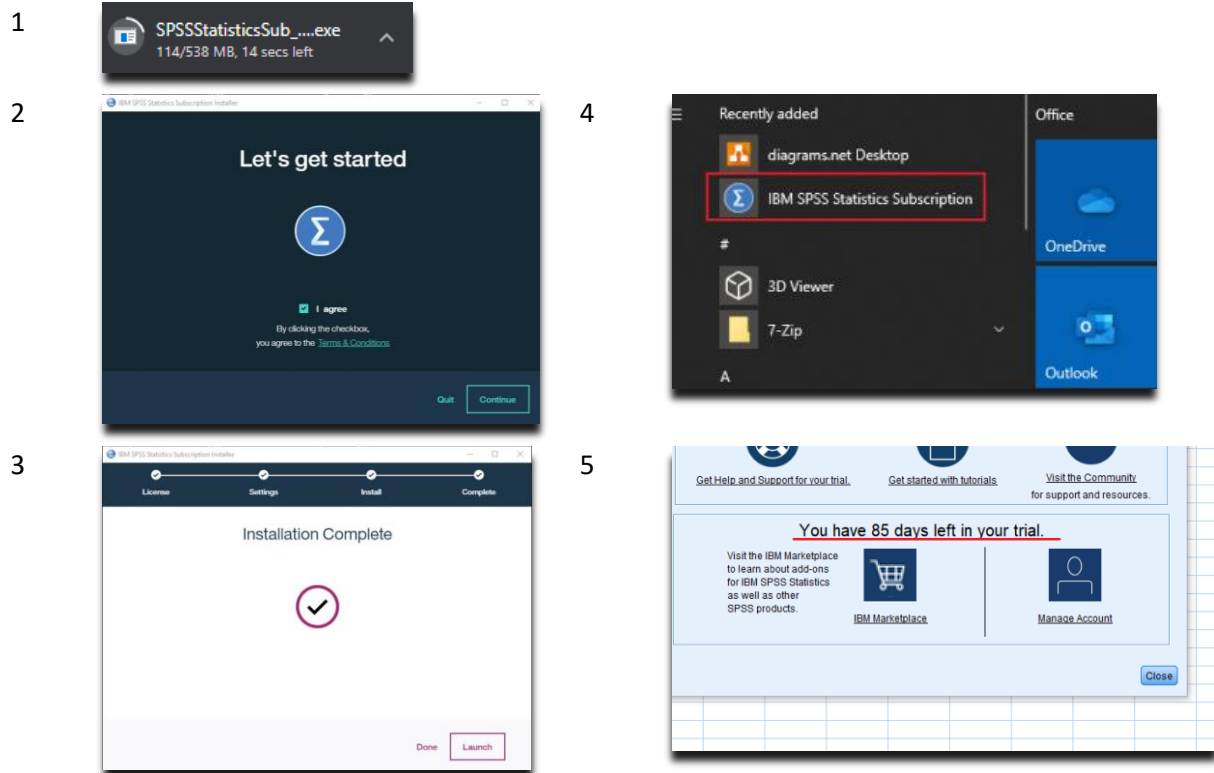 1
SPSSStatisticsSub_....exe
114/538 MB, 14 secs left
2
IBM SPSS Statistics Subscription Installer
Let's get started
Σ
I agree
By clicking the checkbox,
you agree to the Terms & Conditions
Quit
Continue
3
IBM SPSS Statistics Subscription Installer
License
Settings
Install
Complete
Installation Complete
Done
Launch
4
Recently added
Office
diagrams.net Desktop
Σ
IBM SPSS Statistics Subscription
#
OneDrive
3D Viewer
7-Zip
A
Outlook
5
Get Help and Support for your trial.
Get started with tutorials
Visit the Community
for support and resources.
You have 85 days left in your trial.
Visit the IBM Marketplace
to learn about add-ons
for IBM SPSS Statistics
as well as other
SPSS products.
IBM Marketplace
Manage Account
Close